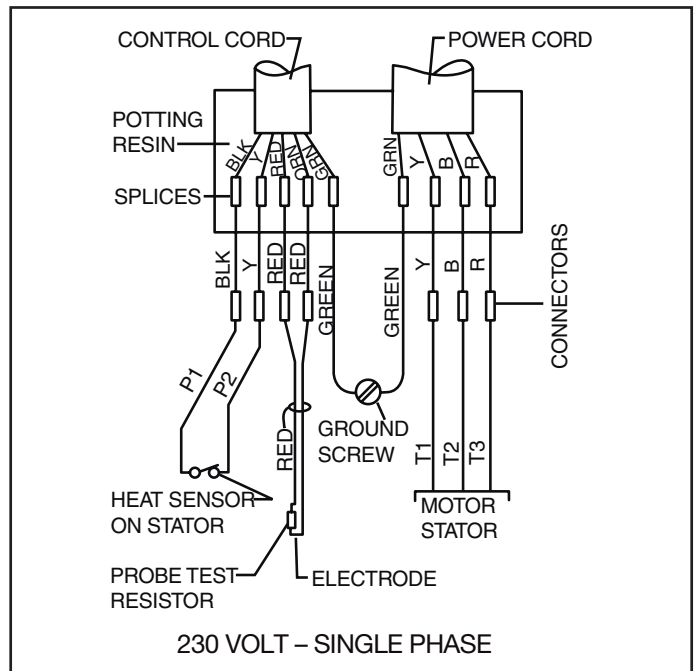 CONTROL CORD
POWER CORD
POTTING
RESIN
BLK
Y
RED
ORN
GRN
GRN
Y
B
R
SPLICES
BLK
Y
RED
RED
GREEN
GREEN
Y
B
R
CONNECTORS
P1
P2
RED
GROUND
SCREW
T1
T2
T3
HEAT SENSOR
ON STATOR
MOTOR
STATOR
PROBE TEST
RESISTOR
ELECTRODE
230 VOLT – SINGLE PHASE